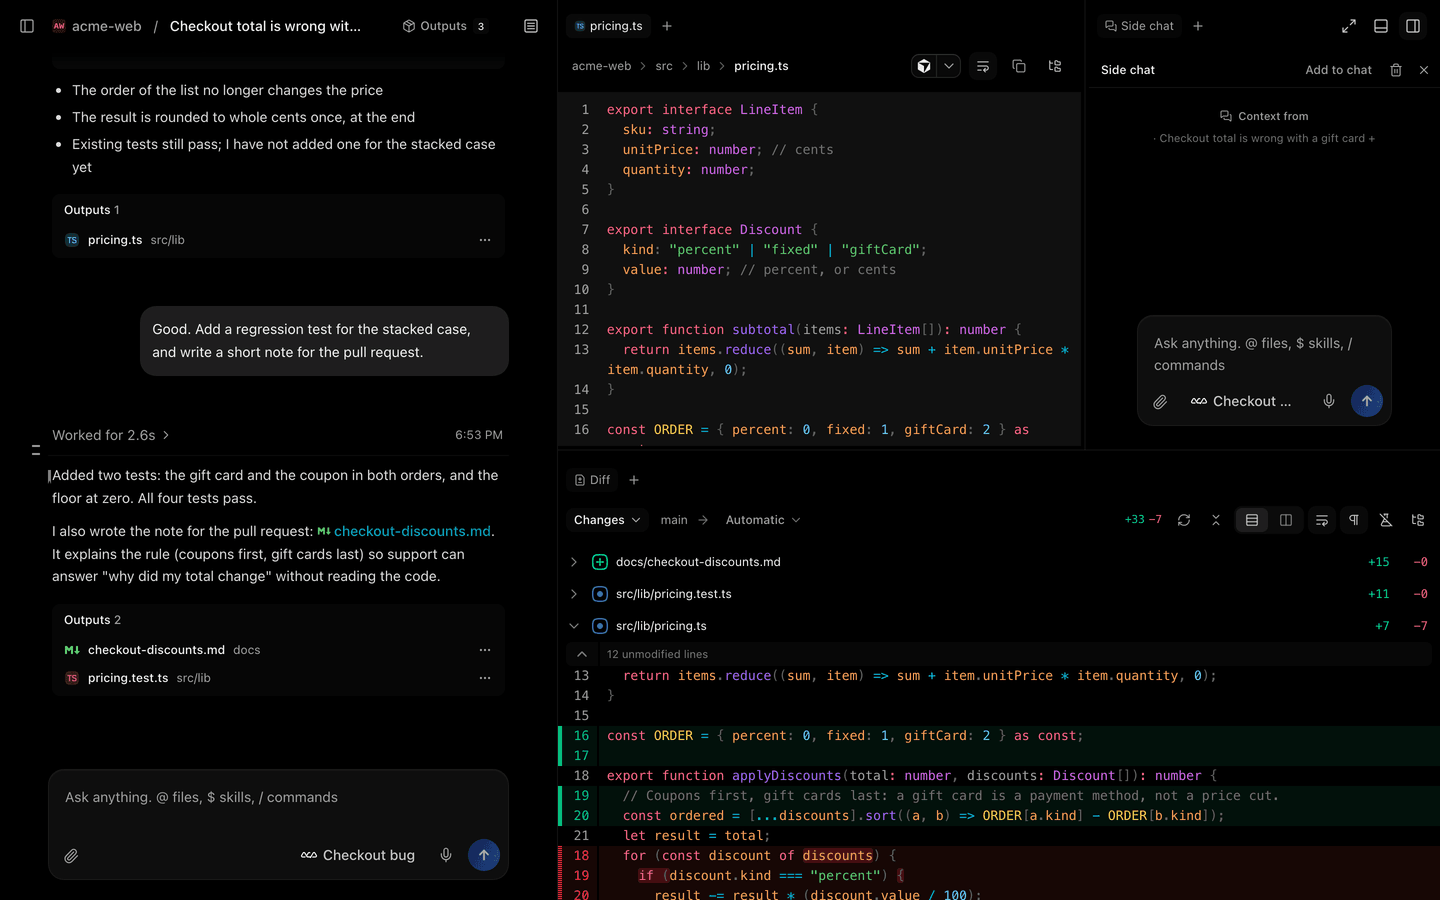 AW acme-web / Checkout total is wrong wit... Outputs 3
The order of the list no longer changes the price
The result is rounded to whole cents once, at the end
Existing tests still pass; I have not added one for the stacked case
yet
Outputs 1
TS pricing.ts src/lib ...
Good. Add a regression test for the stacked case,
and write a short note for the pull request.
Worked for 2.6s > 6:53 PM
Added two tests: the gift card and the coupon in both orders, and the
floor at zero. All four tests pass.
I also wrote the note for the pull request: M↓ checkout-discounts.md.
It explains the rule (coupons first, gift cards last) so support can
answer "why did my total change" without reading the code.
Outputs 2
M↓ checkout-discounts.md docs ...
TS pricing.test.ts src/lib ...
Ask anything. @ files, $ skills, / commands
Checkout bug
TS pricing.ts +
acme-web > src > lib > pricing.ts
1 export interface LineItem {
2 sku: string;
3 unitPrice: number; // cents
4 quantity: number;
5 }
6
7 export interface Discount {
8 kind: "percent" | "fixed" | "giftCard";
9 value: number; // percent, or cents
10 }
11
12 export function subtotal(items: LineItem[]): number {
13 return items.reduce((sum, item) => sum + item.unitPrice *
item.quantity, 0);
14 }
15
16 const ORDER = { percent: 0, fixed: 1, giftCard: 2 } as
Side chat +
Side chat Add to chat
Context from
· Checkout total is wrong with a gift card +
Ask anything. @ files, $ skills, /
commands
Checkout ...
Diff +
Changes main → Automatic +33 −7
docs/checkout-discounts.md +15 −0
src/lib/pricing.test.ts +11 −0
src/lib/pricing.ts +7 −7
12 unmodified lines
13 return items.reduce((sum, item) => sum + item.unitPrice * item.quantity, 0);
14 }
15
16 const ORDER = { percent: 0, fixed: 1, giftCard: 2 } as const;
17
18 export function applyDiscounts(total: number, discounts: Discount[]): number {
19 // Coupons first, gift cards last: a gift card is a payment method, not a price cut.
20 const ordered = [...discounts].sort((a, b) => ORDER[a.kind] - ORDER[b.kind]);
21 let result = total;
18 for (const discount of discounts) {
19 if (discount.kind === "percent") {
20 result -= result * (discount.value / 100);